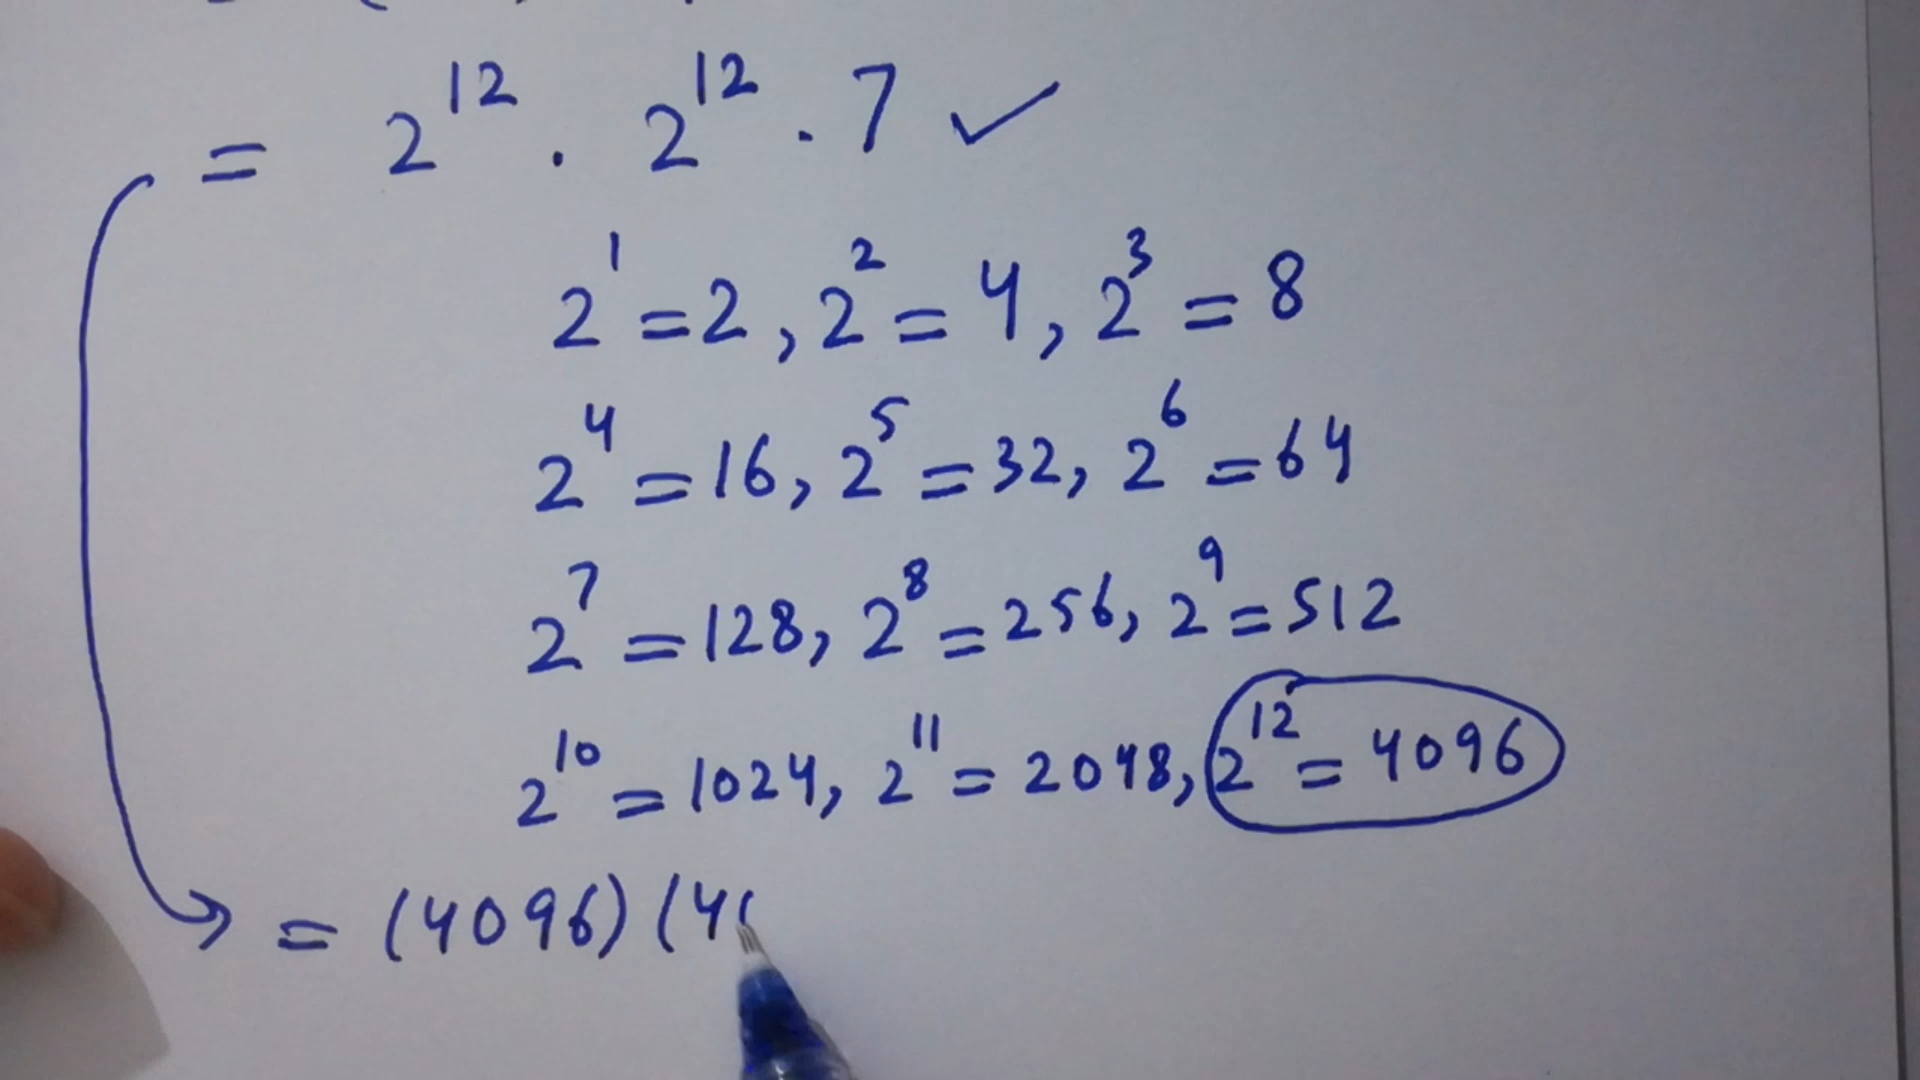 = 2^12 . 2^12 . 7 ✓
2^1 = 2, 2^2 = 4, 2^3 = 8
2^4 = 16, 2^5 = 32, 2^6 = 64
2^7 = 128, 2^8 = 256, 2^9 = 512
2^10 = 1024, 2^11 = 2048, 2^12 = 4096
= (4096) (40